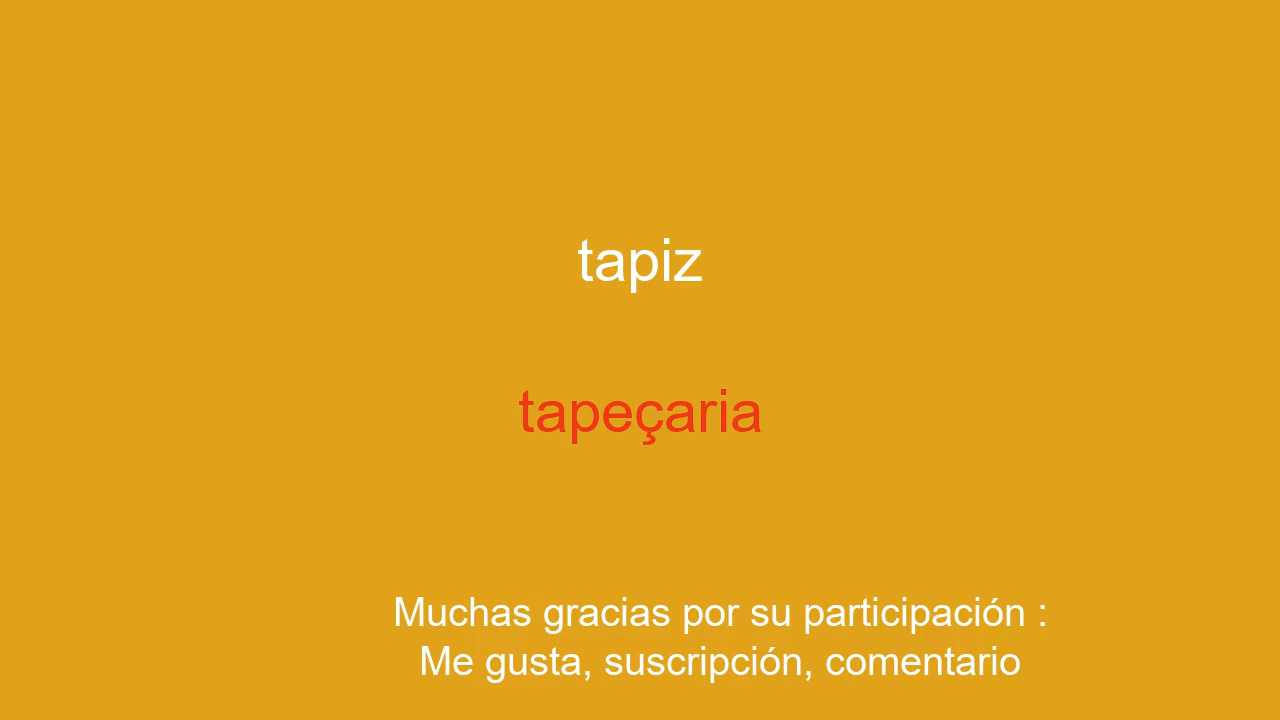 tapiz
tapeçaria
Muchas gracias por su participación :
Me gusta, suscripción, comentario